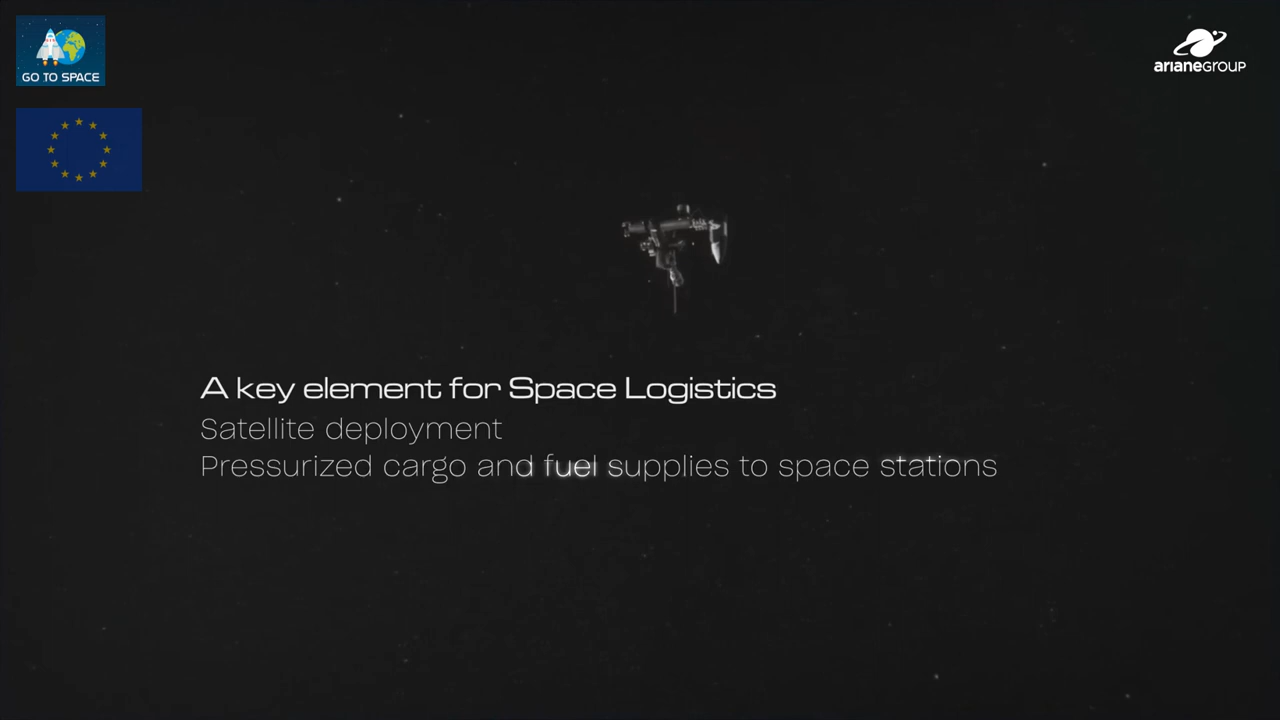 GO TO SPACE
arianeGROUP
A key element for Space Logistics
Satellite deployment
Pressurized cargo and fuel supplies to space stations